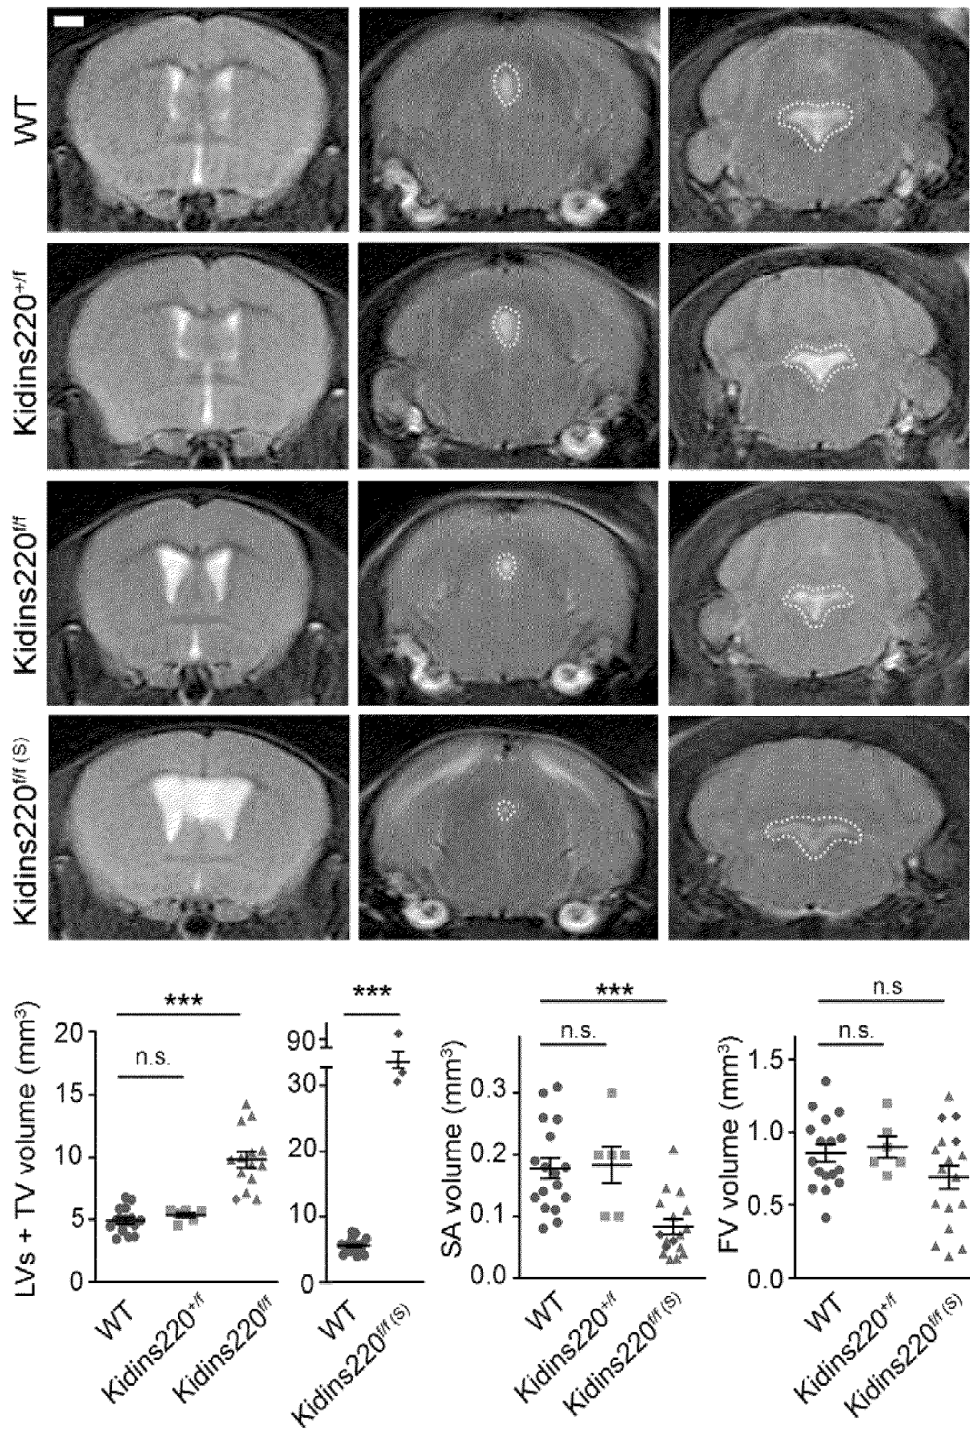 WT
Kidins220+/f
Kidins220f/f
Kidins220f/f (S)
LVs + TV volume (mm3)
20
15
10
5
0
***
n.s.
WT
Kidins220+/f
Kidins220f/f
90
30
20
10
0
***
WT
Kidins220f/f (S)
SA volume (mm3)
0.3
0.2
0.1
0.0
***
n.s.
WT
Kidins220+/f
Kidins220f/f (S)
FV volume (mm3)
1.5
1.0
0.5
0.0
n.s
n.s.
WT
Kidins220+/f
Kidins220f/f (S)